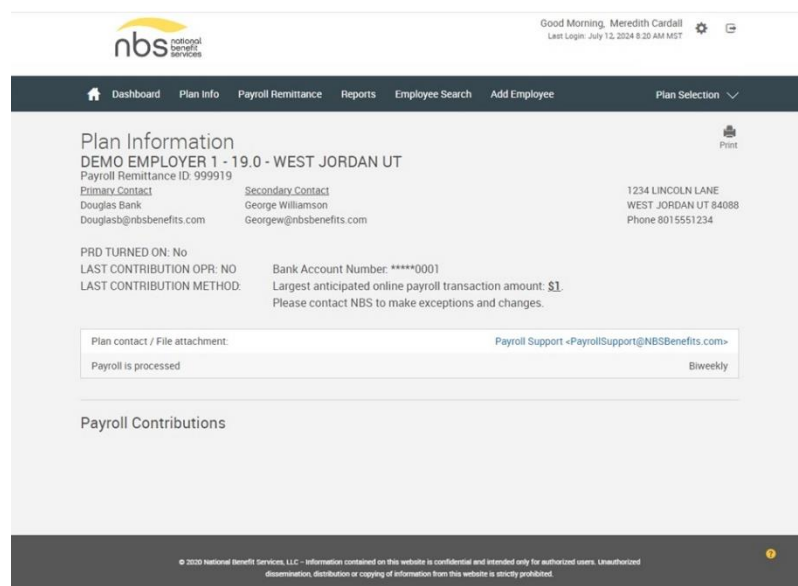 nbs national benefit services
Good Morning, Meredith Cardall
Last Login: July 12, 2024 8:20 AM MST
Dashboard Plan Info Payroll Remittance Reports Employee Search Add Employee Plan Selection
Plan Information
Print
DEMO EMPLOYER 1 - 19.0 - WEST JORDAN UT
Payroll Remittance ID: 999919
Primary Contact Secondary Contact 1234 LINCOLN LANE
Douglas Bank George Williamson WEST JORDAN UT 84088
Douglasb@nbsbenefits.com Georgew@nbsbenefits.com Phone 8015551234
PRD TURNED ON: No
LAST CONTRIBUTION OPR: NO Bank Account Number: *****0001
LAST CONTRIBUTION METHOD: Largest anticipated online payroll transaction amount: $1.
Please contact NBS to make exceptions and changes.
Plan contact / File attachment: Payroll Support <PayrollSupport@NBSBenefits.com>
Payroll is processed Biweekly
Payroll Contributions
?
© 2020 National Benefit Services, LLC – Information contained on this website is confidential and intended only for authorized users. Unauthorized
dissemination, distribution or copying of information from this website is strictly prohibited.